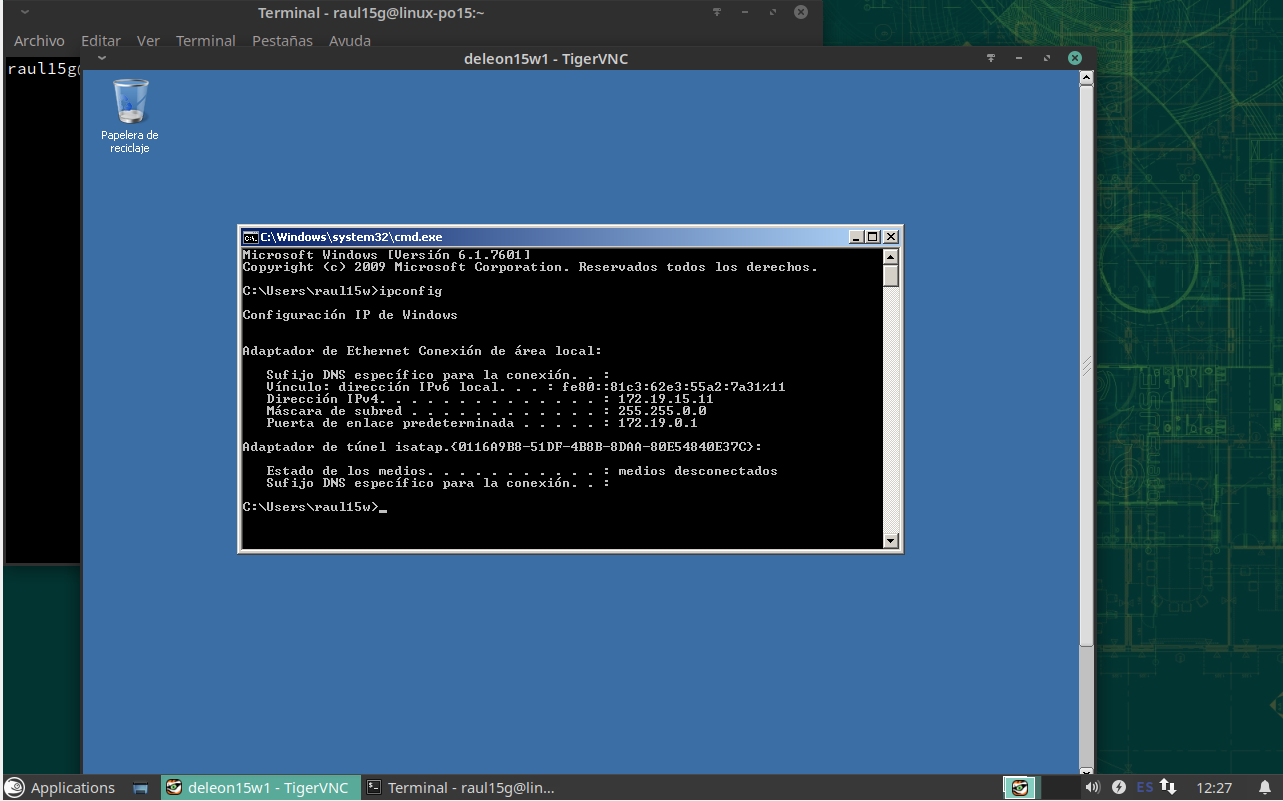 Terminal - raul15g@linux-po15:~
Archivo Editar Ver Terminal Pestañas Ayuda
raul15g@
deleon15w1 - TigerVNC
Papelera de
reciclaje
C:\Windows\system32\cmd.exe
Microsoft Windows [Versión 6.1.7601]
Copyright (c) 2009 Microsoft Corporation. Reservados todos los derechos.
C:\Users\raul15w>ipconfig
Configuración IP de Windows
Adaptador de Ethernet Conexión de área local:
Sufijo DNS específico para la conexión. . :
Vínculo: dirección IPv6 local. . . : fe80::81c3:62e3:55a2:7a31%11
Dirección IPv4. . . . . . . . . . . . . . : 172.19.15.11
Máscara de subred . . . . . . . . . . . . : 255.255.0.0
Puerta de enlace predeterminada . . . . . : 172.19.0.1
Adaptador de túnel isatap.{0116A9B8-51DF-4B8B-8DAA-80E54840E37C}:
Estado de los medios. . . . . . . . . . . : medios desconectados
Sufijo DNS específico para la conexión. . :
C:\Users\raul15w>_
Applications deleon15w1 - TigerVNC Terminal - raul15g@lin... ES 12:27